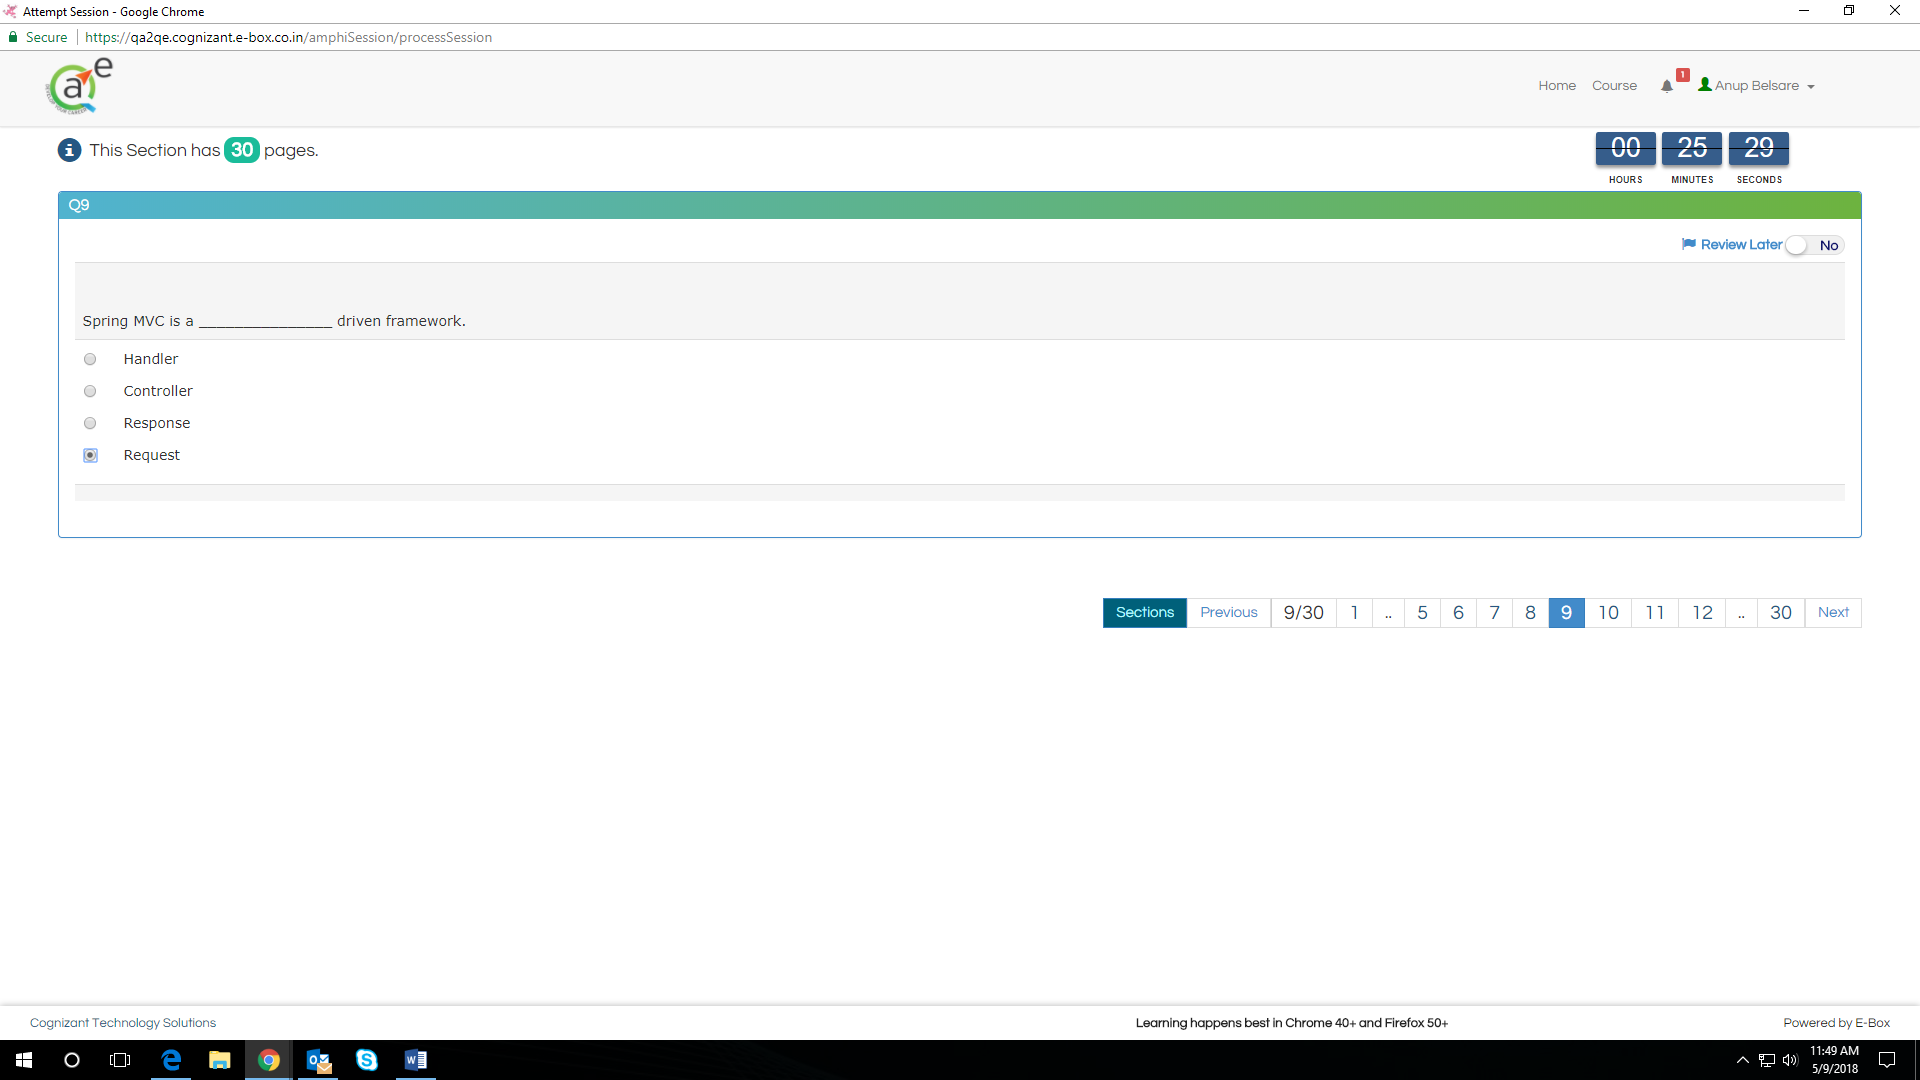 Attempt Session - Google Chrome
Secure https://qa2qe.cognizant.e-box.co.in/amphiSession/processSession
a e
Home Course 1 Anup Belsare
This Section has 30 pages.
00 25 29
HOURS MINUTES SECONDS
Q9
Review Later No
Spring MVC is a ________________ driven framework.
Handler
Controller
Response
Request
Sections Previous 9/30 1 .. 5 6 7 8 9 10 11 12 .. 30 Next
Cognizant Technology Solutions Learning happens best in Chrome 40+ and Firefox 50+ Powered by E-Box
11:49 AM
5/9/2018